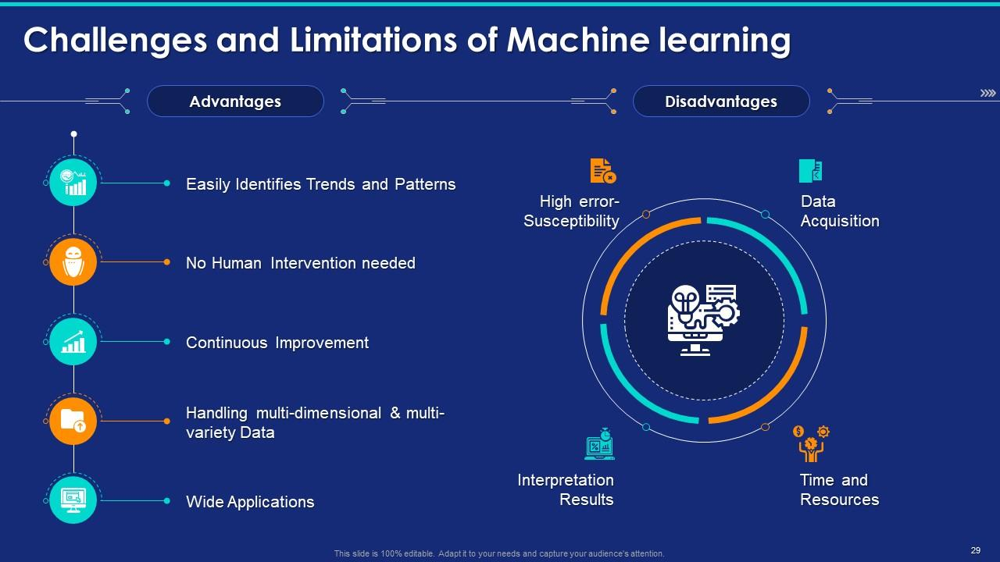 Challenges and Limitations of Machine learning
Advantages
Disadvantages
Easily Identifies Trends and Patterns
No Human Intervention needed
Continuous Improvement
Handling multi-dimensional & multi-
variety Data
Wide Applications
High error-
Susceptibility
Data
Acquisition
Interpretation
Results
Time and
Resources
This slide is 100% editable. Adapt it to your needs and capture your audience's attention.
29